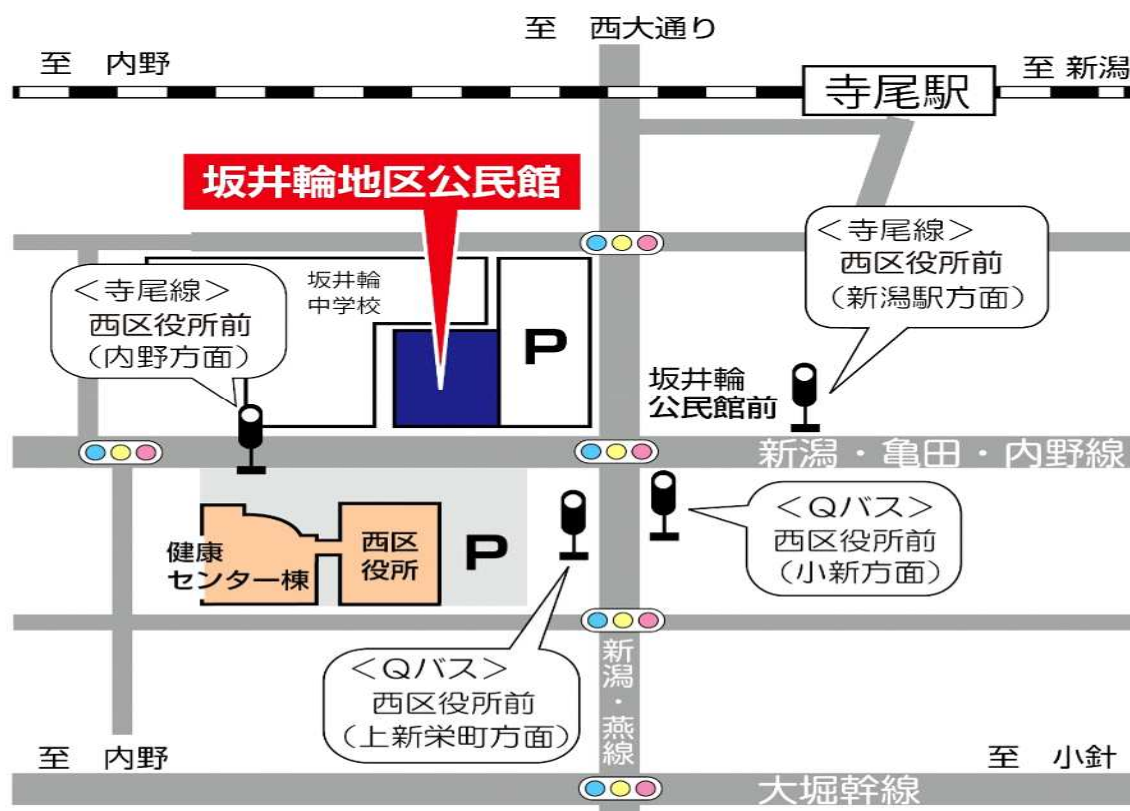 至 西大通り
至 内野
寺尾駅
至 新潟
坂井輪地区公民館
＜寺尾線＞
西区役所前
（新潟駅方面）
＜寺尾線＞
西区役所前
（内野方面）
坂井輪
中学校
P
坂井輪
公民館前
新潟・亀田・内野線
＜Qバス＞
西区役所前
（小新方面）
健康
センター棟
西区
役所
P
＜Qバス＞
西区役所前
（上新栄町方面）
新潟・燕線
至 内野
至 小針
大堀幹線